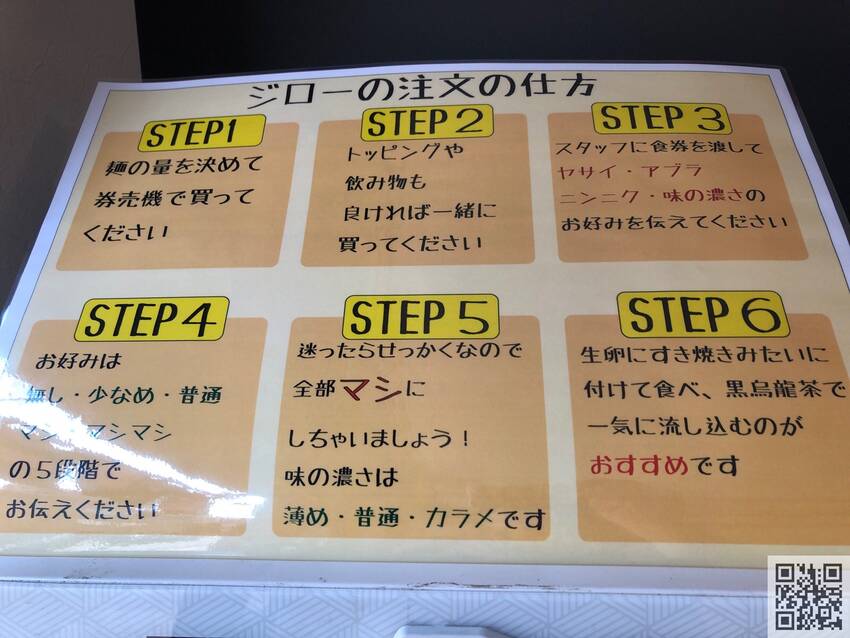 ジローの注文の仕方
STEP1
麺の量を決めて
券売機で買って
ください
STEP2
トッピングや
飲み物も
良ければ一緒に
買ってください
STEP3
スタッフに食券を渡して
ヤサイ・アブラ
ニンニク・味の濃さの
お好みを伝えてください
STEP4
お好みは
無し・少なめ・普通
マシ・マシマシ
の5段階で
お伝えください
STEP5
迷ったらせっかくなので
全部マシに
しちゃいましょう！
味の濃さは
薄め・普通・カラメです
STEP6
生卵にすき焼きみたいに
付けて食べ、黒烏龍茶で
一気に流し込むのが
おすすめです